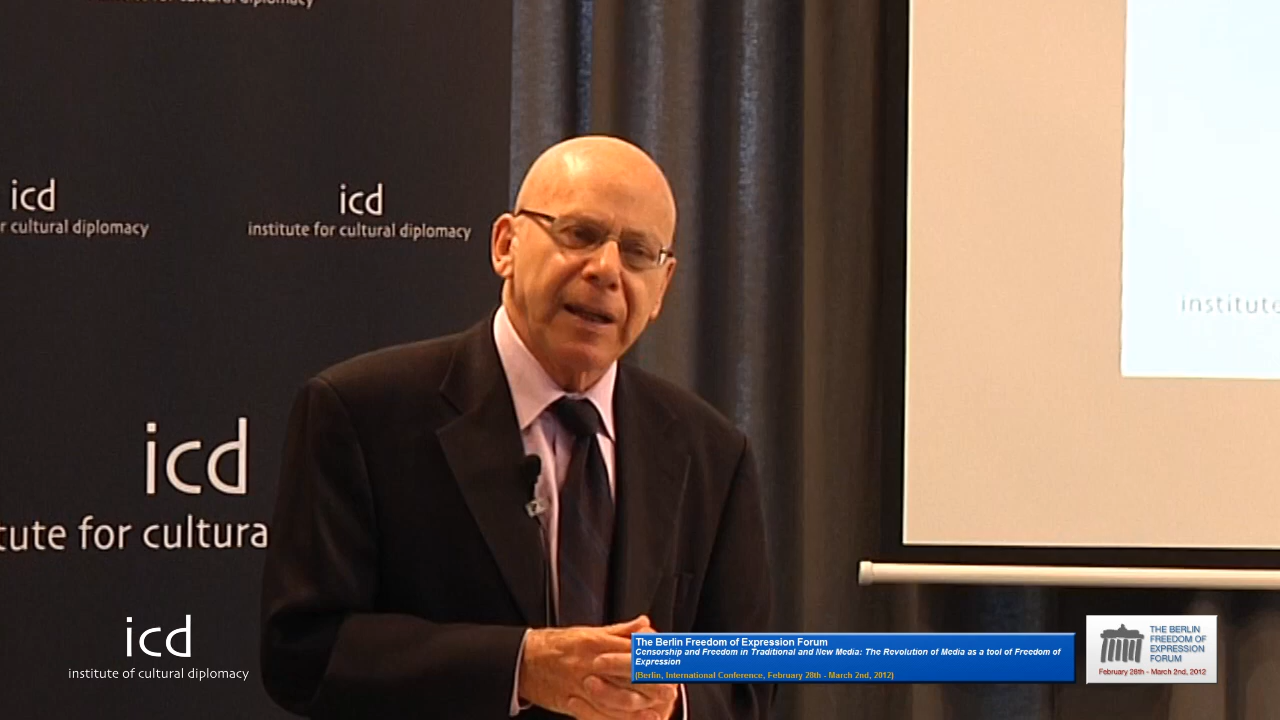 cultural diplomacy
icd
r cultural diplomacy
icd
institute for cultural diplomacy
icd
tute for cultura
institute
icd
institute of cultural diplomacy
The Berlin Freedom of Expression Forum
Censorship and Freedom in Traditional and New Media: The Revolution of Media as a tool of Freedom of
Expression
(Berlin, International Conference, February 28th - March 2nd, 2012)
THE BERLIN
FREEDOM OF
EXPRESSION
FORUM
February 28th - March 2nd, 2012